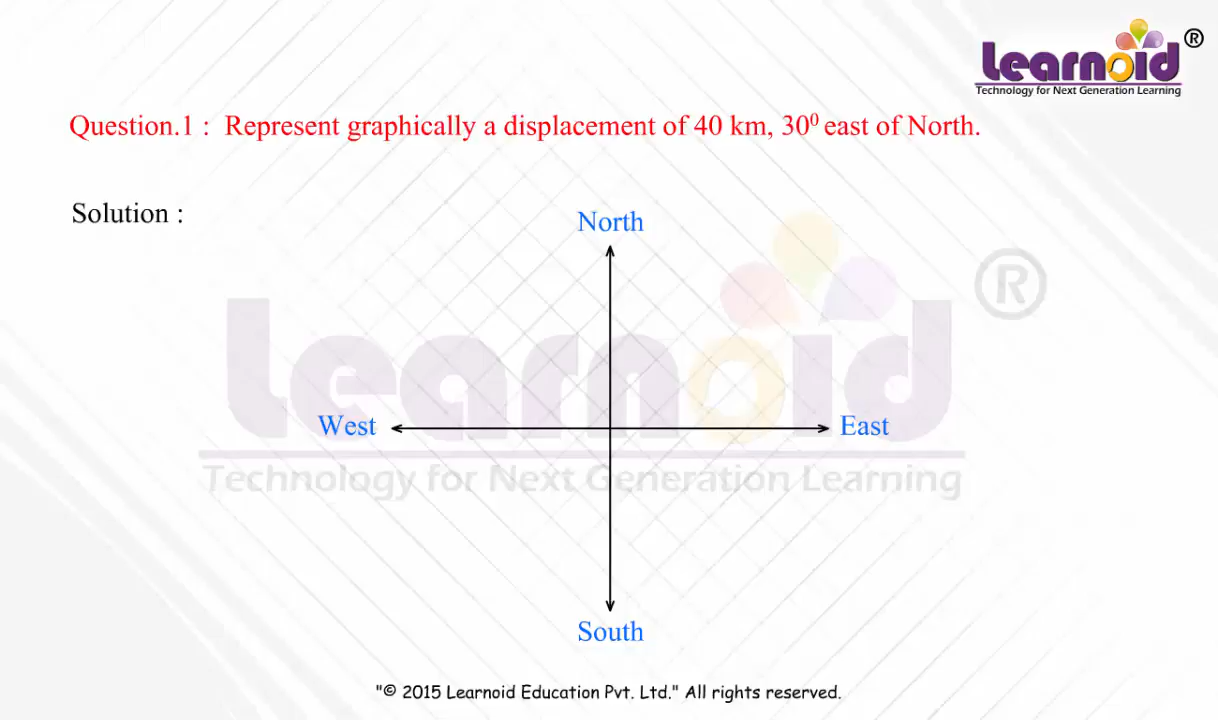 Learnoid ®
Technology for Next Generation Learning
Question.1 : Represent graphically a displacement of 40 km, 30⁰ east of North.
Solution :
North
Learnoid ®
West
East
Technology for Next Generation Learning
South
"© 2015 Learnoid Education Pvt. Ltd." All rights reserved.